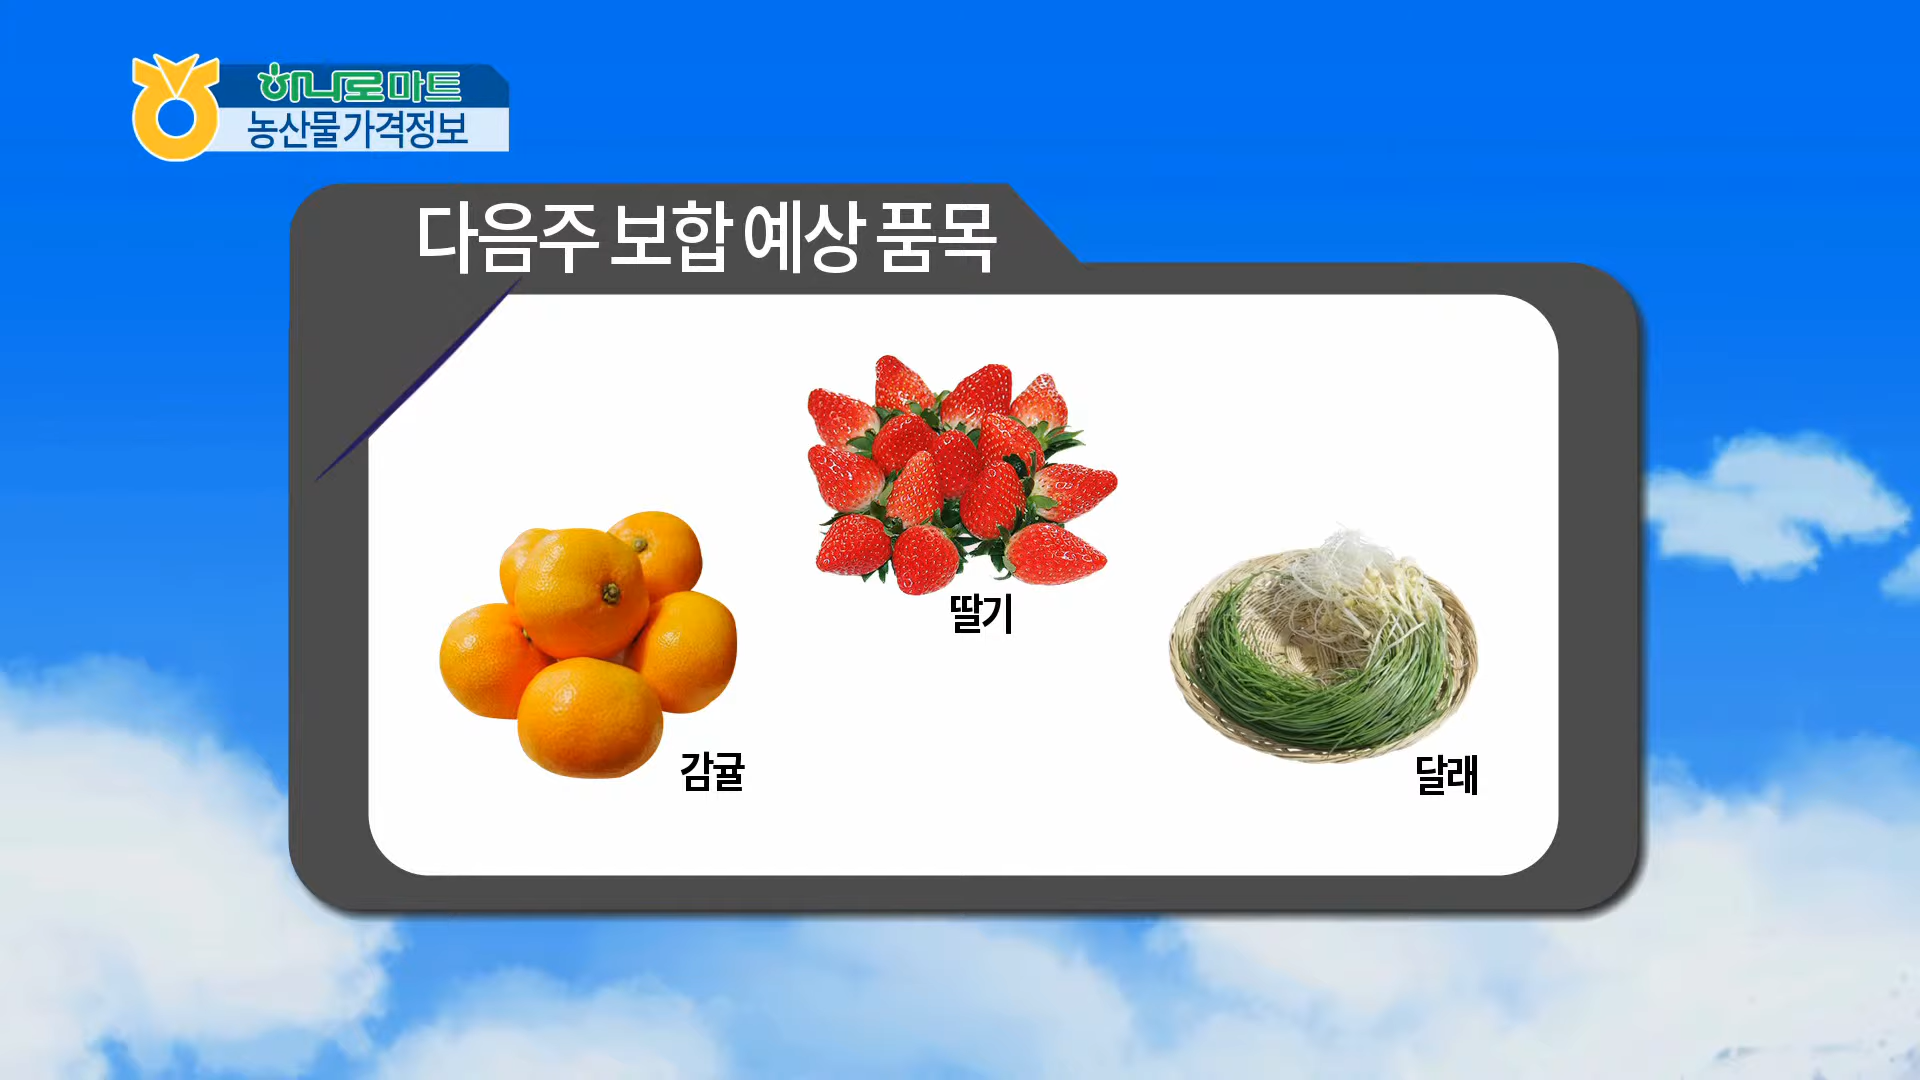 하나로마트
농산물가격정보
다음주 보합 예상 품목
딸기
감귤
달래